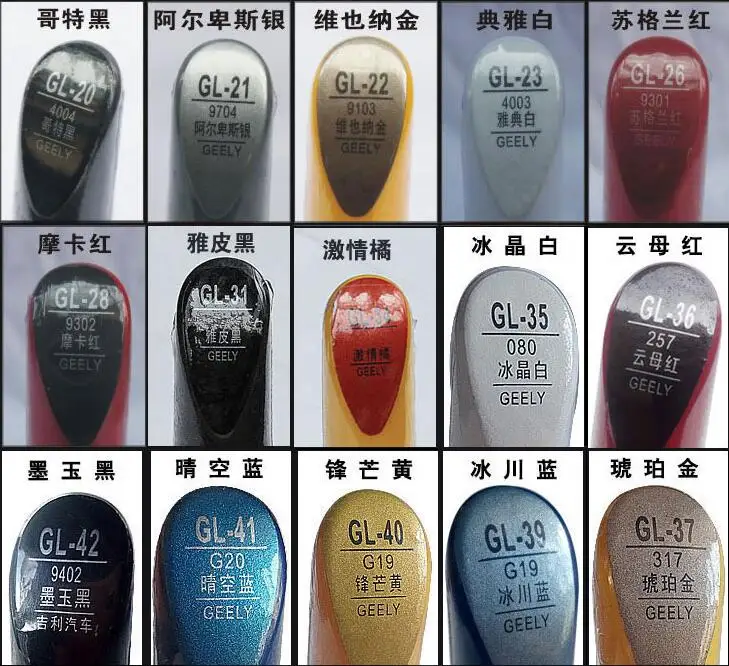 哥特黑
GL-20
4004
哥特黑
GEELY
阿尔卑斯银
GL-21
9704
阿尔卑斯银
GEELY
维也纳金
GL-22
9103
维也纳金
GEELY
典雅白
GL-23
4003
雅典白
GEELY
苏格兰红
GL-26
9301
苏格兰红
GEELY
摩卡红
GL-28
9302
摩卡红
GEELY
雅皮黑
GL-31
雅皮黑
GEELY
激情橘
激情橘
GEELY
冰晶白
GL-35
080
冰晶白
GEELY
云母红
GL-36
257
云母红
GEELY
墨玉黑
GL-42
9402
墨玉黑
吉利汽车
晴空蓝
GL-41
G20
晴空蓝
GEELY
锋芒黄
GL-40
G19
锋芒黄
GEELY
冰川蓝
GL-39
G19
冰川蓝
GEELY
琥珀金
GL-37
317
琥珀金
GEELY